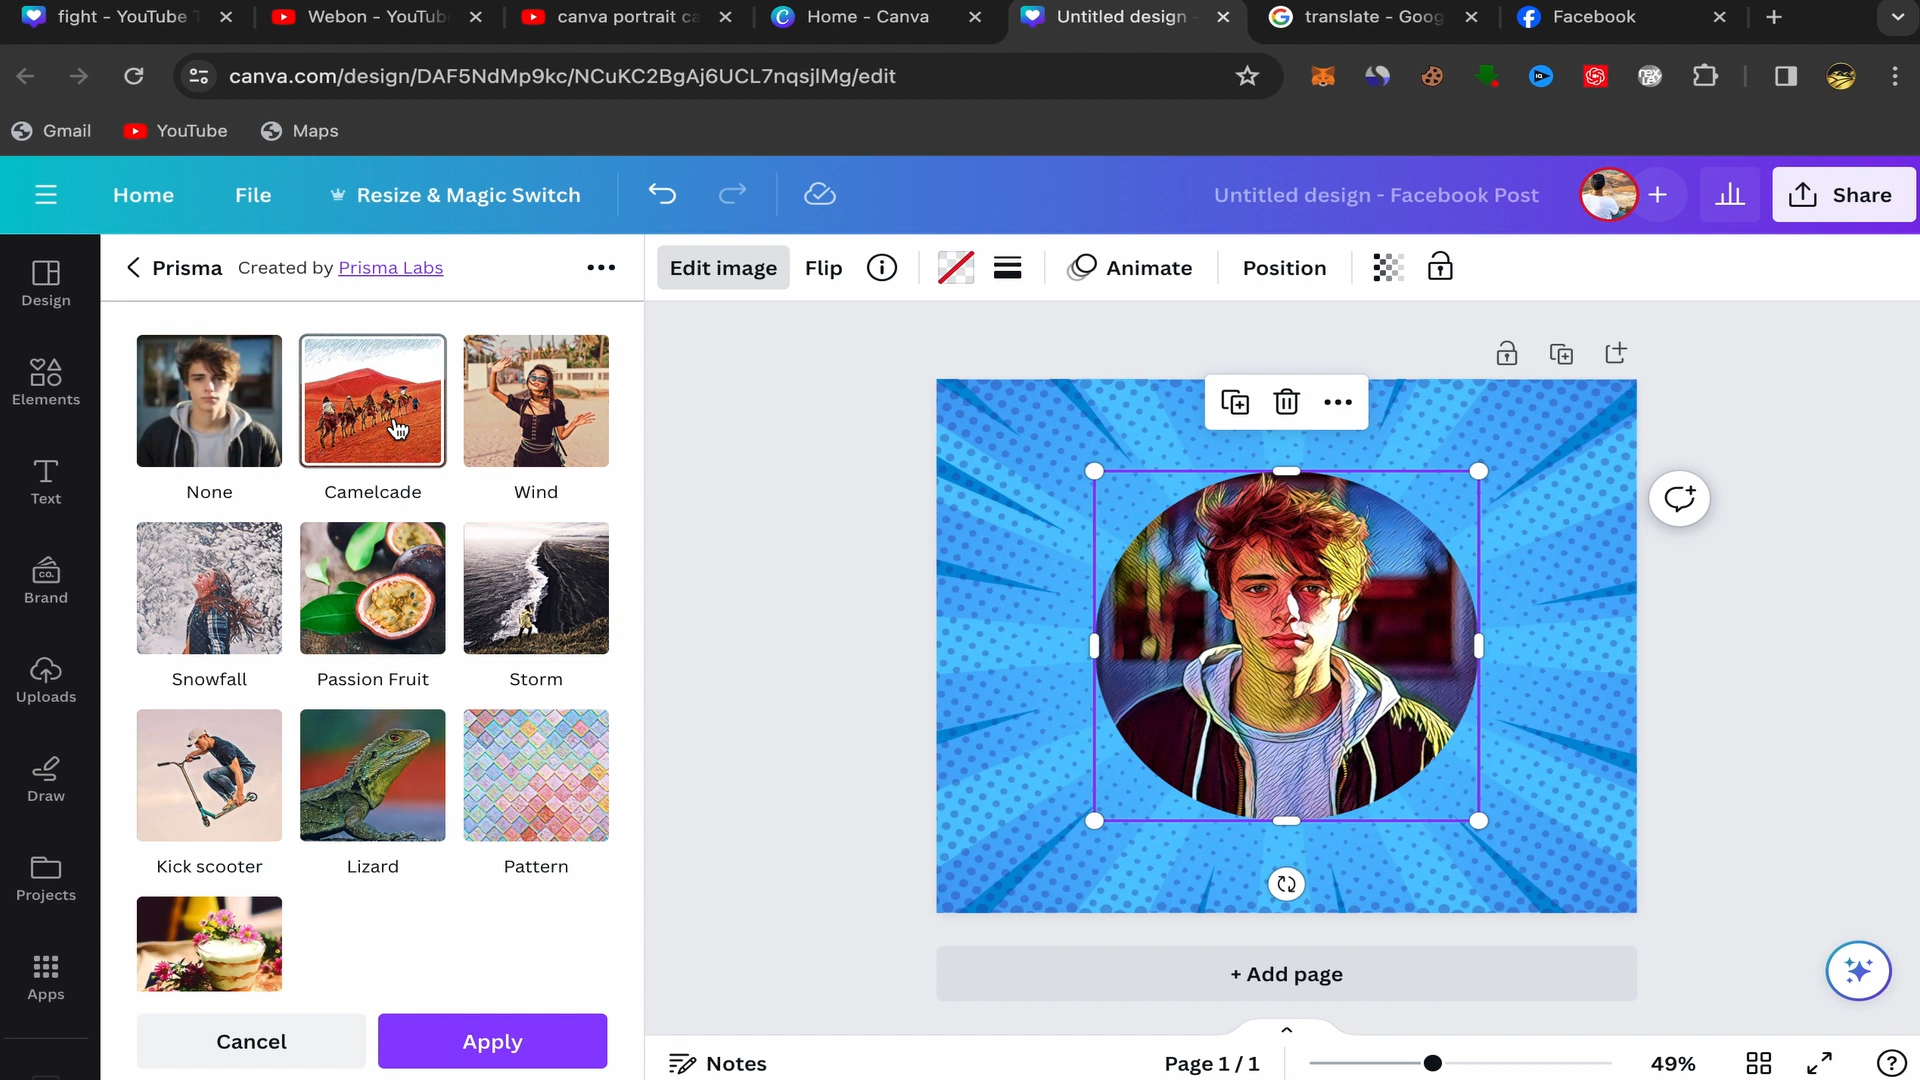 fight - YouTube T
Webon - YouTub
canva portrait ca
Home - Canva
Untitled design -
translate - Goog
Facebook
canva.com/design/DAF5NdMp9kc/NCuKC2BgAj6UCL7nqsjlMg/edit
Gmail
YouTube
Maps
Home
File
Resize & Magic Switch
Untitled design - Facebook Post
Share
Design
Elements
Text
CO.
Brand
Uploads
Draw
Projects
Apps
Prisma
Created by Prisma Labs
Edit image
Flip
Animate
Position
None
Camelcade
Wind
Snowfall
Passion Fruit
Storm
Kick scooter
Lizard
Pattern
Cancel
Apply
+ Add page
Notes
Page 1 / 1
49%